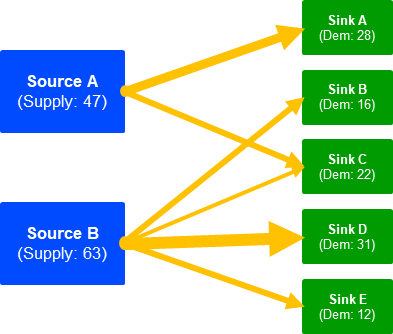 Source A
(Supply: 47)
Source B
(Supply: 63)
Sink A
(Dem: 28)
Sink B
(Dem: 16)
Sink C
(Dem: 22)
Sink D
(Dem: 31)
Sink E
(Dem: 12)